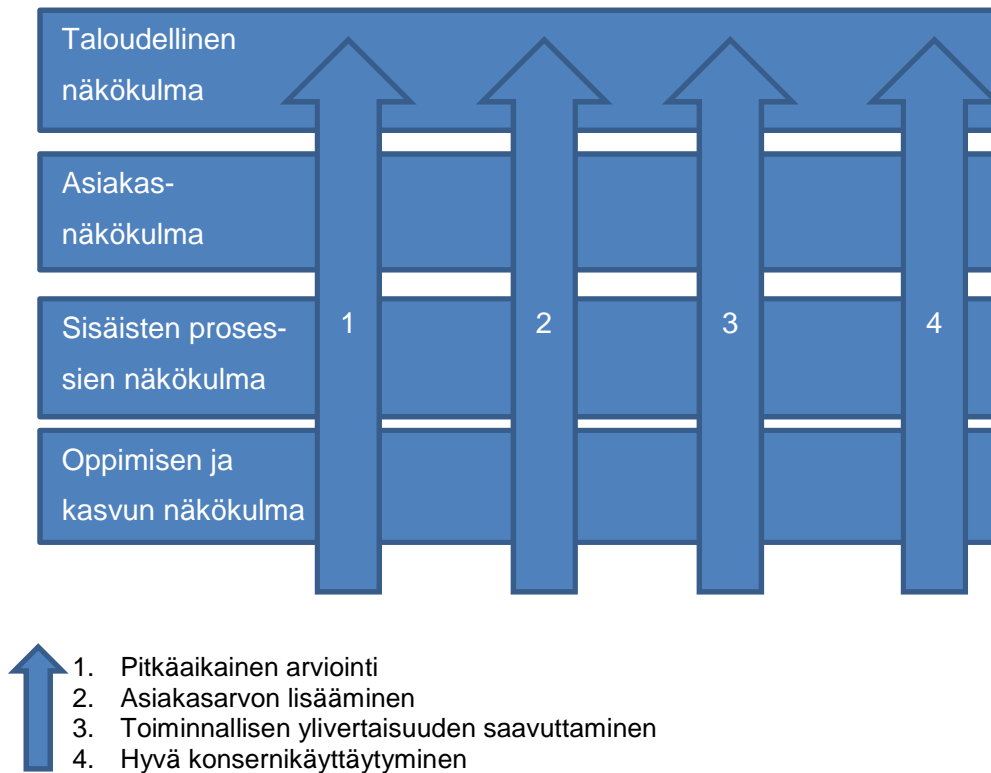 Taloudellinen
näkökulma
Asiakas-
näkökulma
Sisäisten proses-
sien näkökulma
1
2
3
4
Oppimisen ja
kasvun näkökulma
1. Pitkäaikainen arviointi
2. Asiakasarvon lisääminen
3. Toiminnallisen ylivertaisuuden saavuttaminen
4. Hyvä konsernikäyttäytyminen